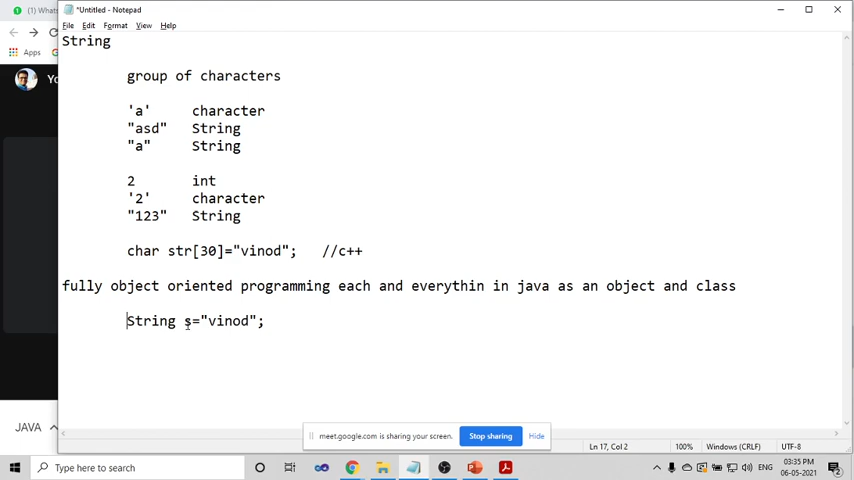 (1) Whats
*Untitled - Notepad
File Edit Format View Help
Apps
Yo
String
group of characters
'a' character
"asd" String
"a" String
2 int
'2' character
"123" String
char str[30]="vinod"; //c++
fully object oriented programming each and everythin in java as an object and class
String s="vinod";
JAVA
meet.google.com is sharing your screen. Stop sharing Hide
Ln 17, Col 2 100% Windows (CRLF) UTF-8
Type here to search
ENG
03:35 PM
06-05-2021